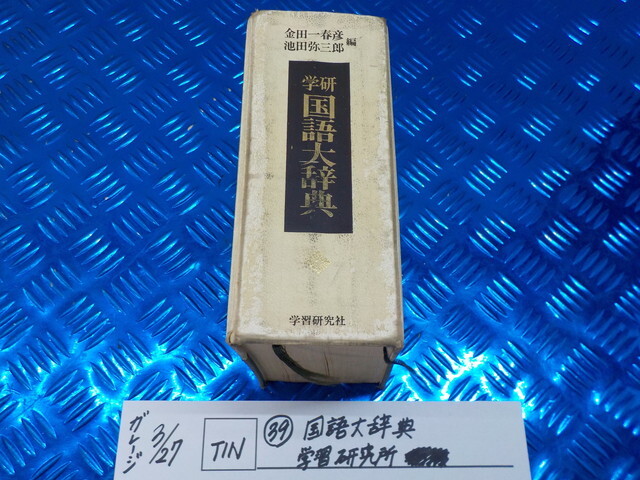 金田一春彦
池田弥三郎
編
学研
国語大辞典
学習研究社
ガレージ
3/27
TIN
㊴ 国語大辞典
学習研究所